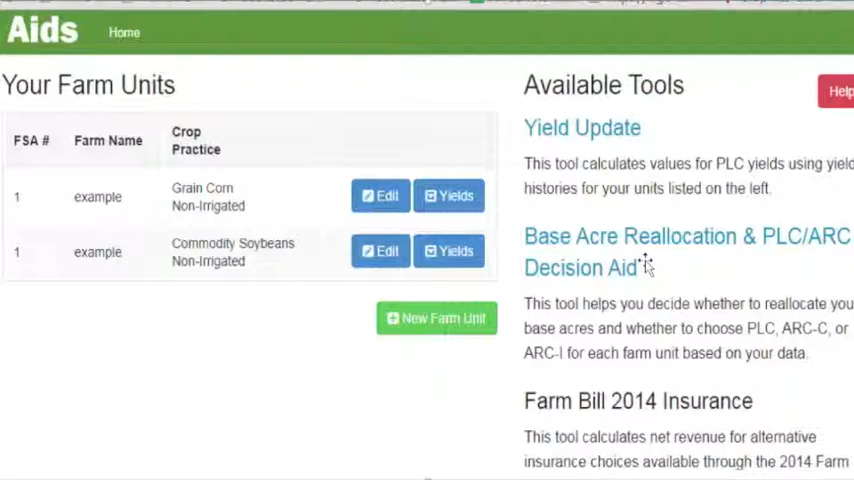 Aids Home
Your Farm Units
FSA # Farm Name Crop Practice
1 example Grain Corn Non-Irrigated Edit Yields
1 example Commodity Soybeans Non-Irrigated Edit Yields
New Farm Unit
Available Tools
Help
Yield Update
This tool calculates values for PLC yields using yield
histories for your units listed on the left.
Base Acre Reallocation & PLC/ARC
Decision Aid
This tool helps you decide whether to reallocate you
base acres and whether to choose PLC, ARC-C, or
ARC-I for each farm unit based on your data.
Farm Bill 2014 Insurance
This tool calculates net revenue for alternative
insurance choices available through the 2014 Farm